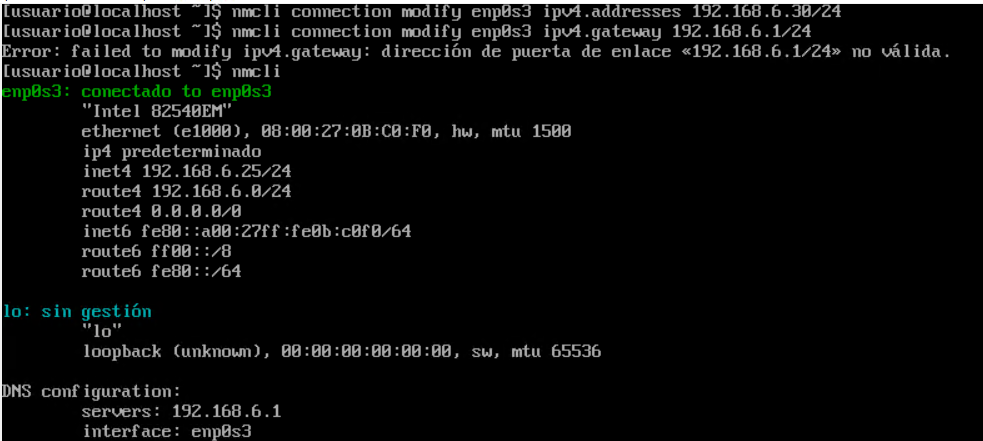 [usuario@localhost ~]$ nmcli connection modify enp0s3 ipv4.addresses 192.168.6.30/24
[usuario@localhost ~]$ nmcli connection modify enp0s3 ipv4.gateway 192.168.6.1/24
Error: failed to modify ipv4.gateway: dirección de puerta de enlace «192.168.6.1/24» no válida.
[usuario@localhost ~]$ nmcli
enp0s3: conectado to enp0s3
"Intel 82540EM"
ethernet (e1000), 08:00:27:0B:C0:F0, hw, mtu 1500
ip4 predeterminado
inet4 192.168.6.25/24
route4 192.168.6.0/24
route4 0.0.0.0/0
inet6 fe80::a00:27ff:fe0b:c0f0/64
route6 ff00::/8
route6 fe80::/64
lo: sin gestión
"lo"
loopback (unknown), 00:00:00:00:00:00, sw, mtu 65536
DNS configuration:
servers: 192.168.6.1
interface: enp0s3